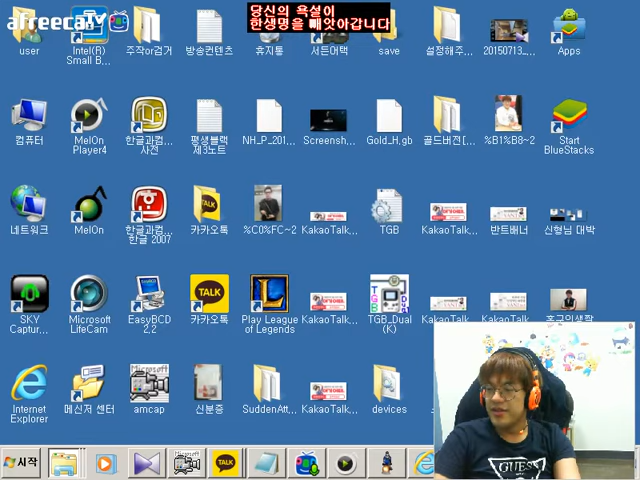 afreecaTV
당신의 욕설이
한생명을 빼앗아갑니다
user
Intel(R)
Small B...
주작or검거
방송컨텐츠
휴지통
서든어택
save
설정해주...
20150713...
Apps
컴퓨터
MelOn
Player4
한글과컴...
사전
평생블랙
제3노트
NH_P_201...
Screensh...
Gold_H.gb
골드버전[...
%B1%B8~2
Start
BlueStacks
네트워크
MelOn
한글과컴...
한글 2007
카카오톡
%C0%FC~2
KakaoTalk...
TGB
KakaoTalk...
반트배너
신형님 대박
SKY
Captur...
Microsoft
LifeCam
EasyBCD
2.2
TALK
카카오톡
Play League
of Legends
KakaoTalk...
TGB_Dual
(K)
KakaoTalk...
KakaoTalk...
Internet
Explorer
메신저 센터
Microsoft
amcap
신분증
SuddenAtt...
KakaoTalk...
devices
GUESS
시작
TALK